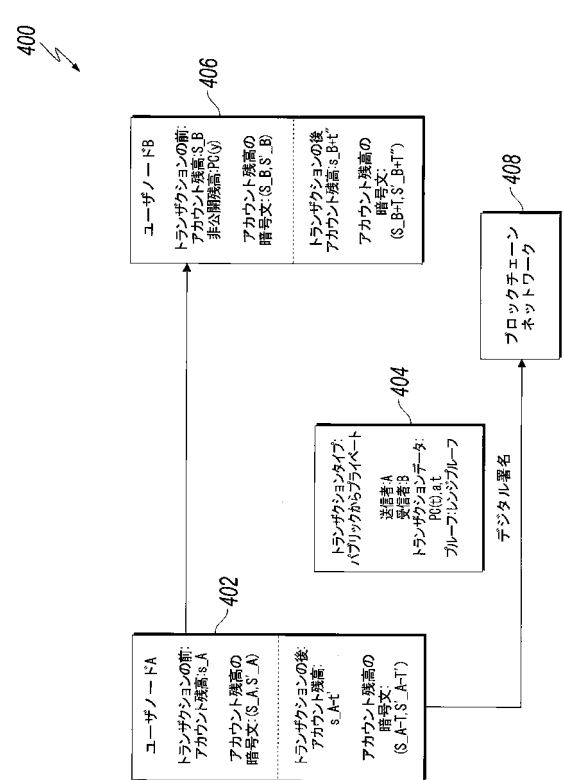 400
ユーザノードA
トランザクションの前:
アカウント残高:s_A
アカウント残高の
暗号文:(S_A,S'_A)
トランザクションの後:
アカウント残高:
s_A-t'
アカウント残高の
暗号文:
(S_A-T,S'_A-T')
402
トランザクションタイプ:
パブリックからプライベート
送信者:A
受信者:B
トランザクションデータ:
PC(t),a,t
プルーフ:レンジプルーフ
404
ユーザノードB
トランザクションの前:
アカウント残高:S_B
非公開残高:PC(y)
アカウント残高の
暗号文:(S_B,S'_B)
トランザクションの後
アカウント残高:s_B+t"
アカウント残高の
暗号文:
(S_B+T,S'_B+T")
406
デジタル署名
ブロックチェーン
ネットワーク
408